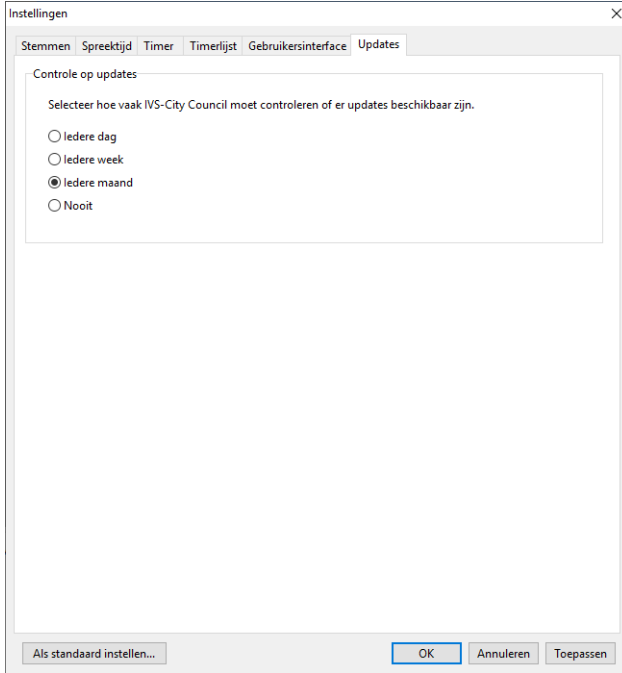 Instellingen
Stemmen Spreektijd Timer Timerlijst Gebruikersinterface Updates
Controle op updates
Selecteer hoe vaak IVS-City Council moet controleren of er updates beschikbaar zijn.
Iedere dag
Iedere week
Iedere maand
Nooit
Als standaard instellen... OK Annuleren Toepassen